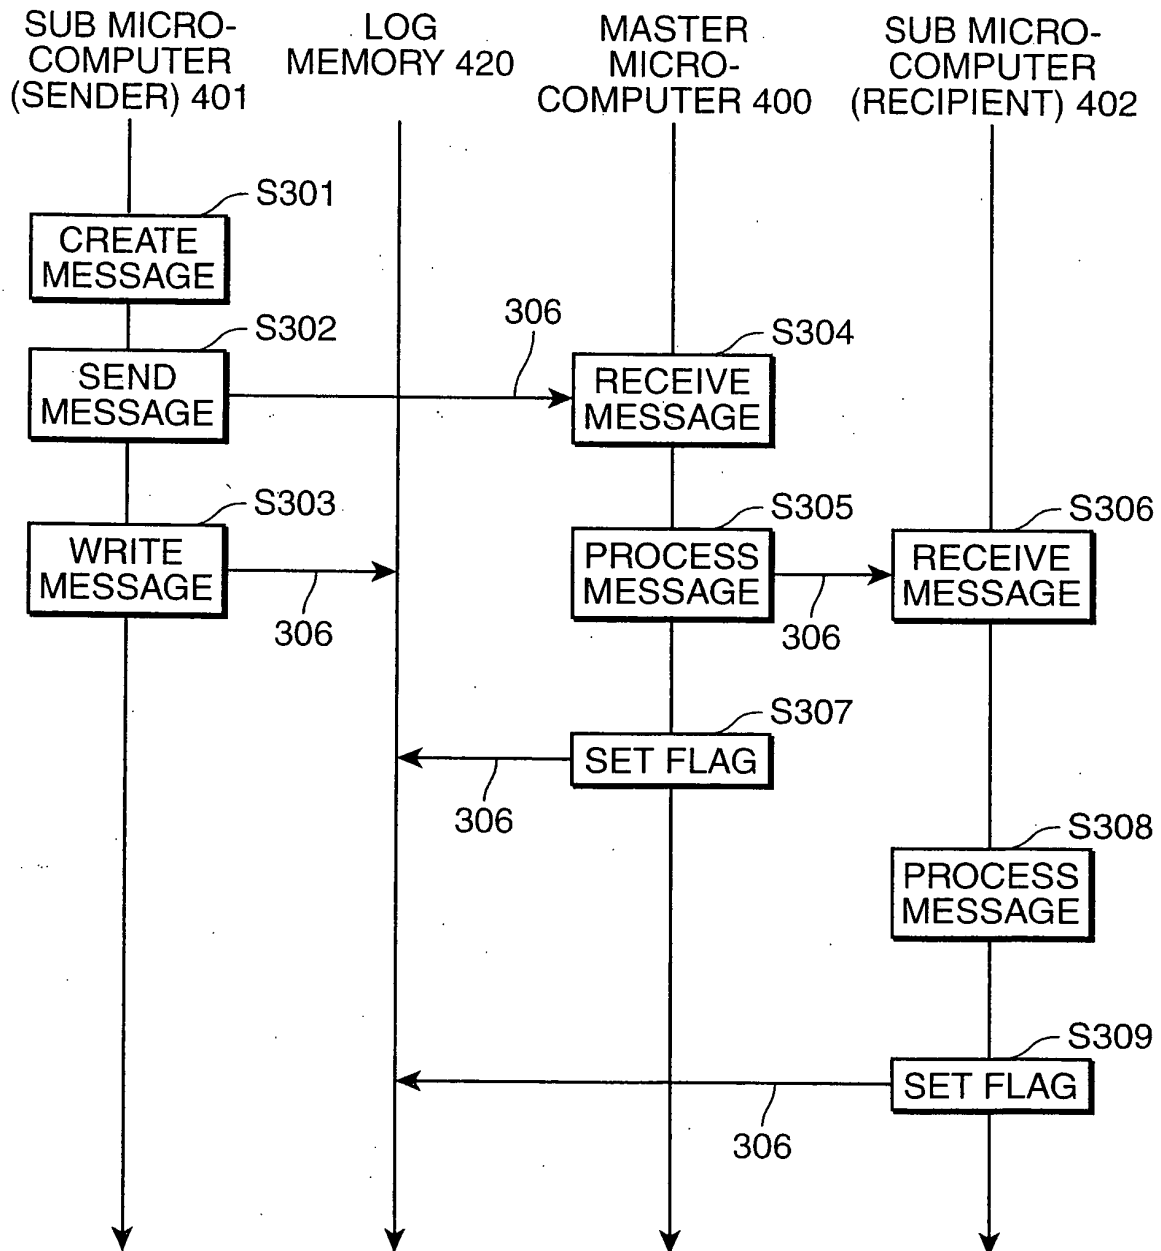 SUB MICRO-
COMPUTER
(SENDER) 401
LOG
MEMORY 420
MASTER
MICRO-
COMPUTER 400
SUB MICRO-
COMPUTER
(RECIPIENT) 402
S301
CREATE
MESSAGE
S302
SEND
MESSAGE
306
S304
RECEIVE
MESSAGE
S303
WRITE
MESSAGE
306
S305
PROCESS
MESSAGE
306
S306
RECEIVE
MESSAGE
S307
SET FLAG
306
S308
PROCESS
MESSAGE
S309
SET FLAG
306